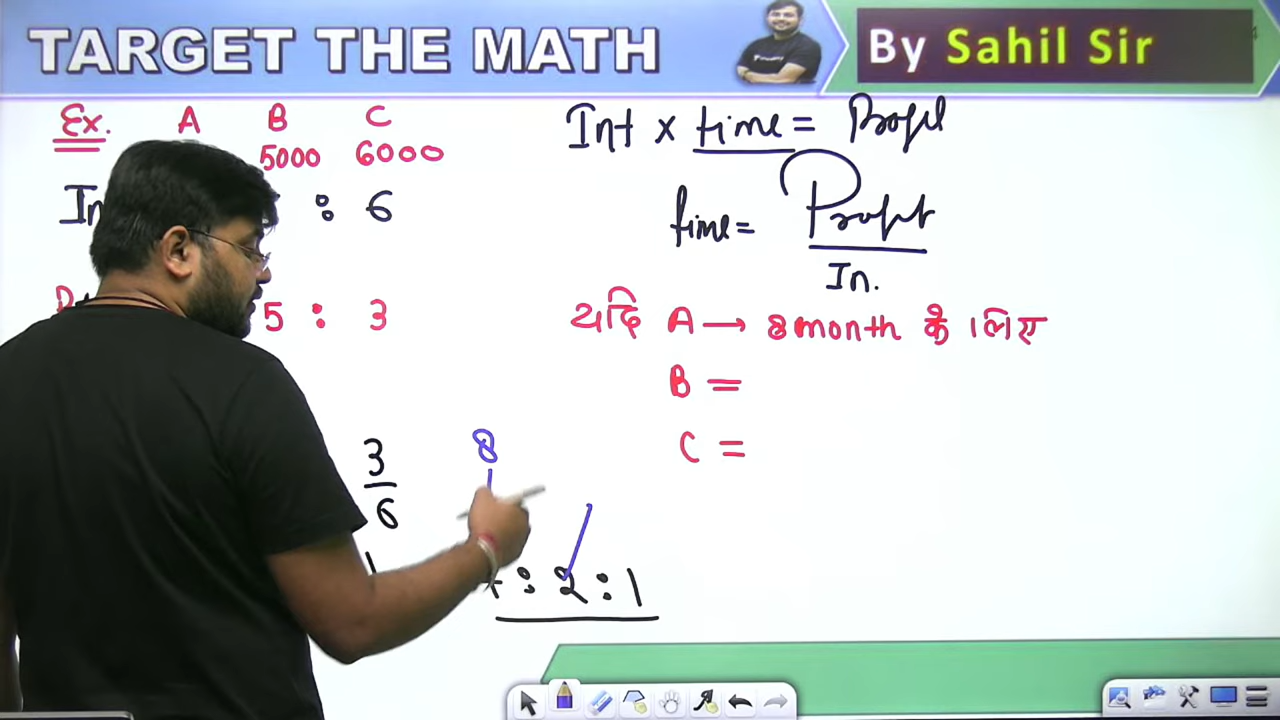 TARGET THE MATH
By Sahil Sir
Ex. A B C
5000 6000
In : 6
5 : 3
3
6
8
: 2 : 1
Int x time = Profit
time = Profit
In.
यदि A → 8 month के लिए
B =
C =